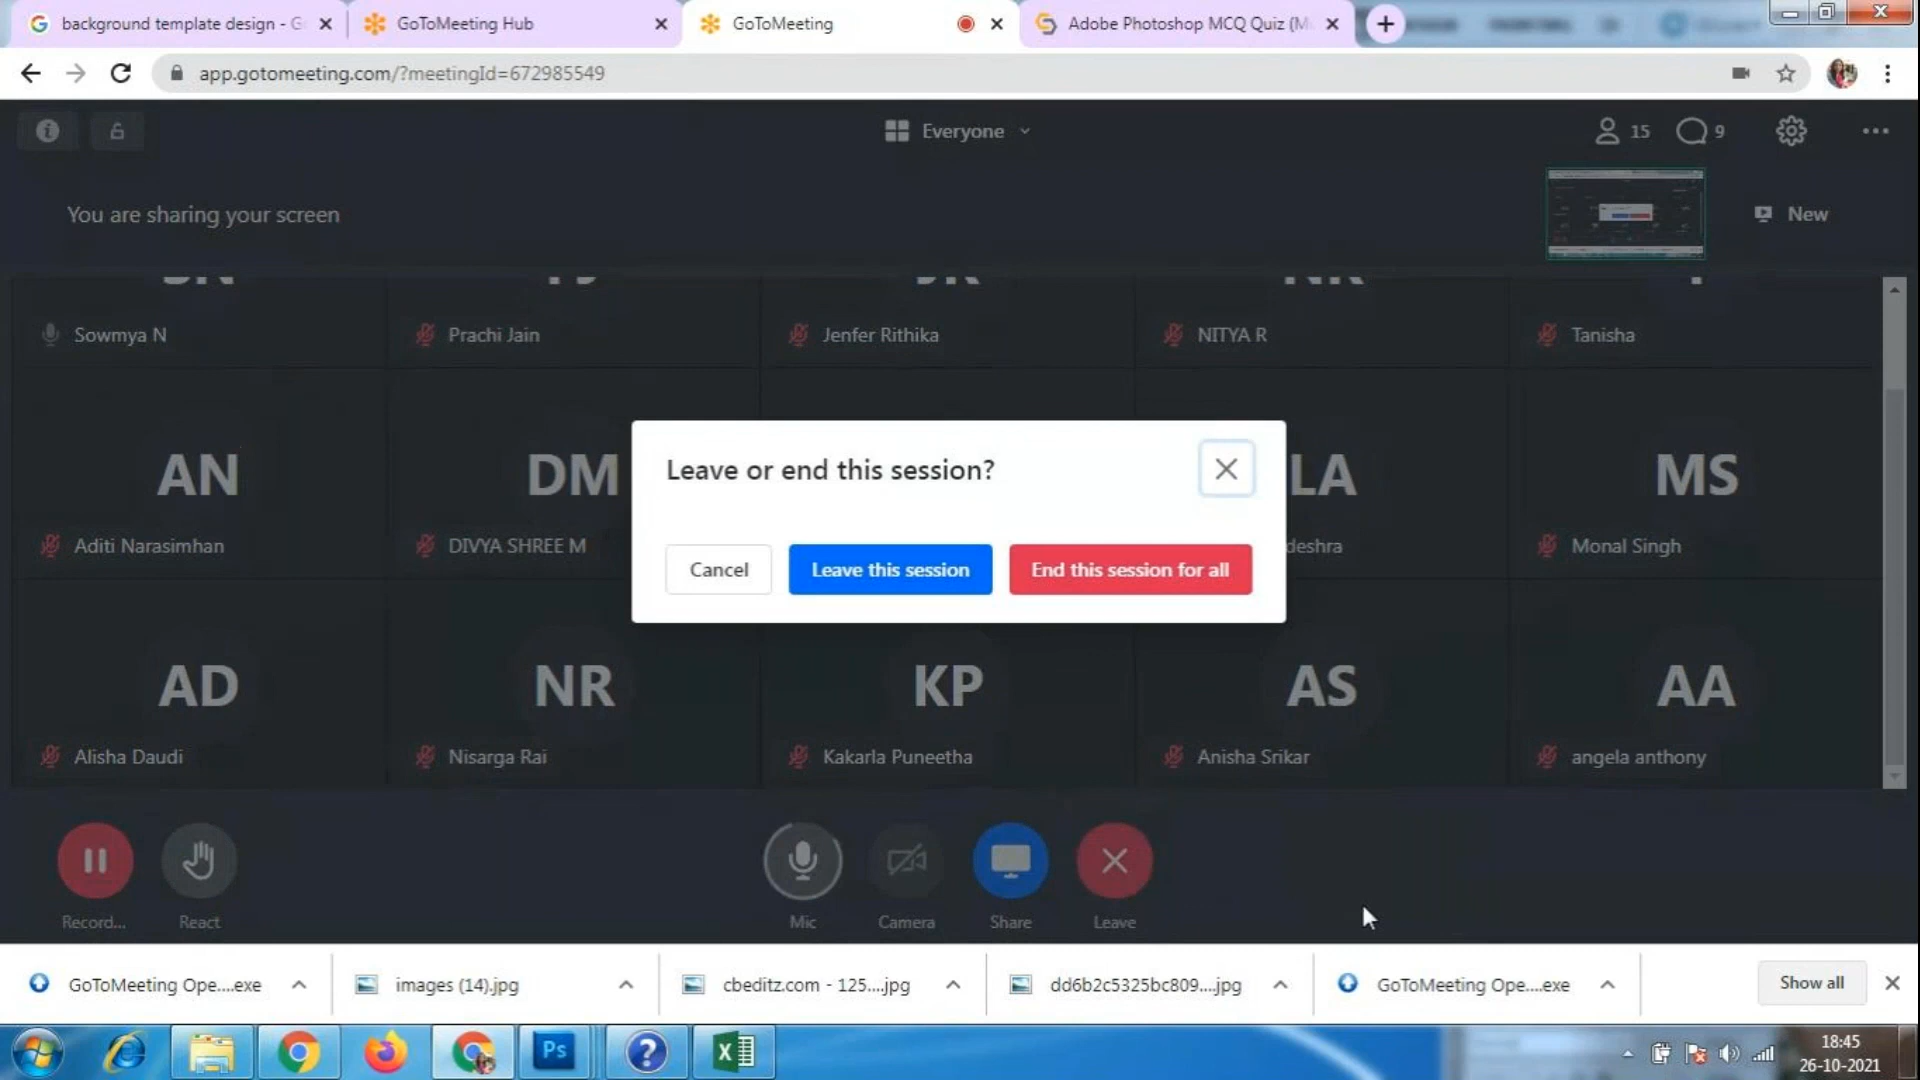 background template design - G
GoToMeeting Hub
GoToMeeting
Adobe Photoshop MCQ Quiz (M
app.gotomeeting.com/?meetingId=672985549
Everyone
15
9
You are sharing your screen
New
Sowmya N
Prachi Jain
Jenfer Rithika
NITYA R
Tanisha
AN
DM
LA
MS
Leave or end this session?
Aditi Narasimhan
DIVYA SHREE M
deshra
Monal Singh
Cancel
Leave this session
End this session for all
AD
NR
KP
AS
AA
Alisha Daudi
Nisarga Rai
Kakarla Puneetha
Anisha Srikar
angela anthony
Record...
React
Mic
Camera
Share
Leave
GoToMeeting Ope....exe
images (14).jpg
cbeditz.com - 125....jpg
dd6b2c5325bc809....jpg
GoToMeeting Ope....exe
Show all
Ps
18:45
26-10-2021